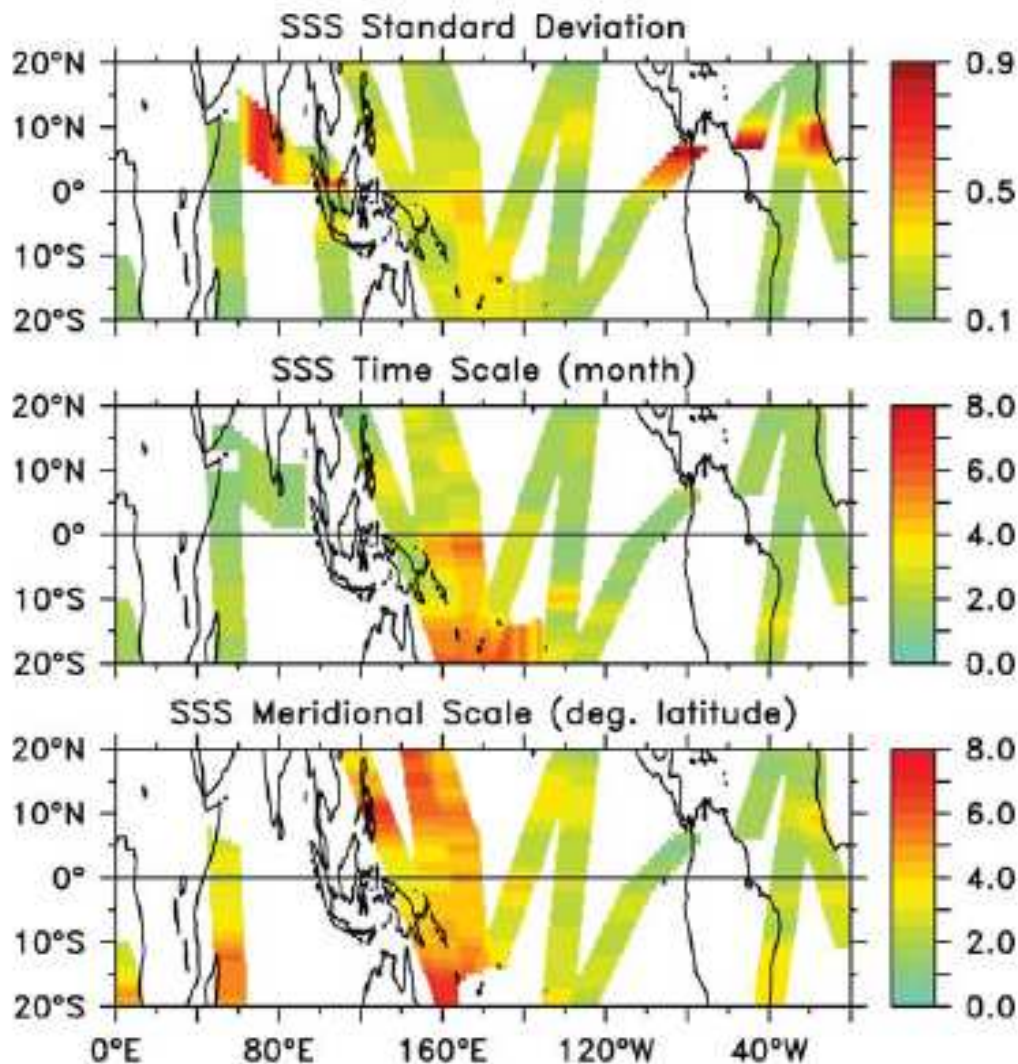 SSS Standard Deviation
20°N
10°N
0°
10°S
20°S
0.9
0.5
0.1
SSS Time Scale (month)
20°N
10°N
0°
10°S
20°S
8.0
6.0
4.0
2.0
0.0
SSS Meridional Scale (deg. latitude)
20°N
10°N
0°
10°S
20°S
8.0
6.0
4.0
2.0
0.0
0°E 80°E 160°E 120°W 40°W